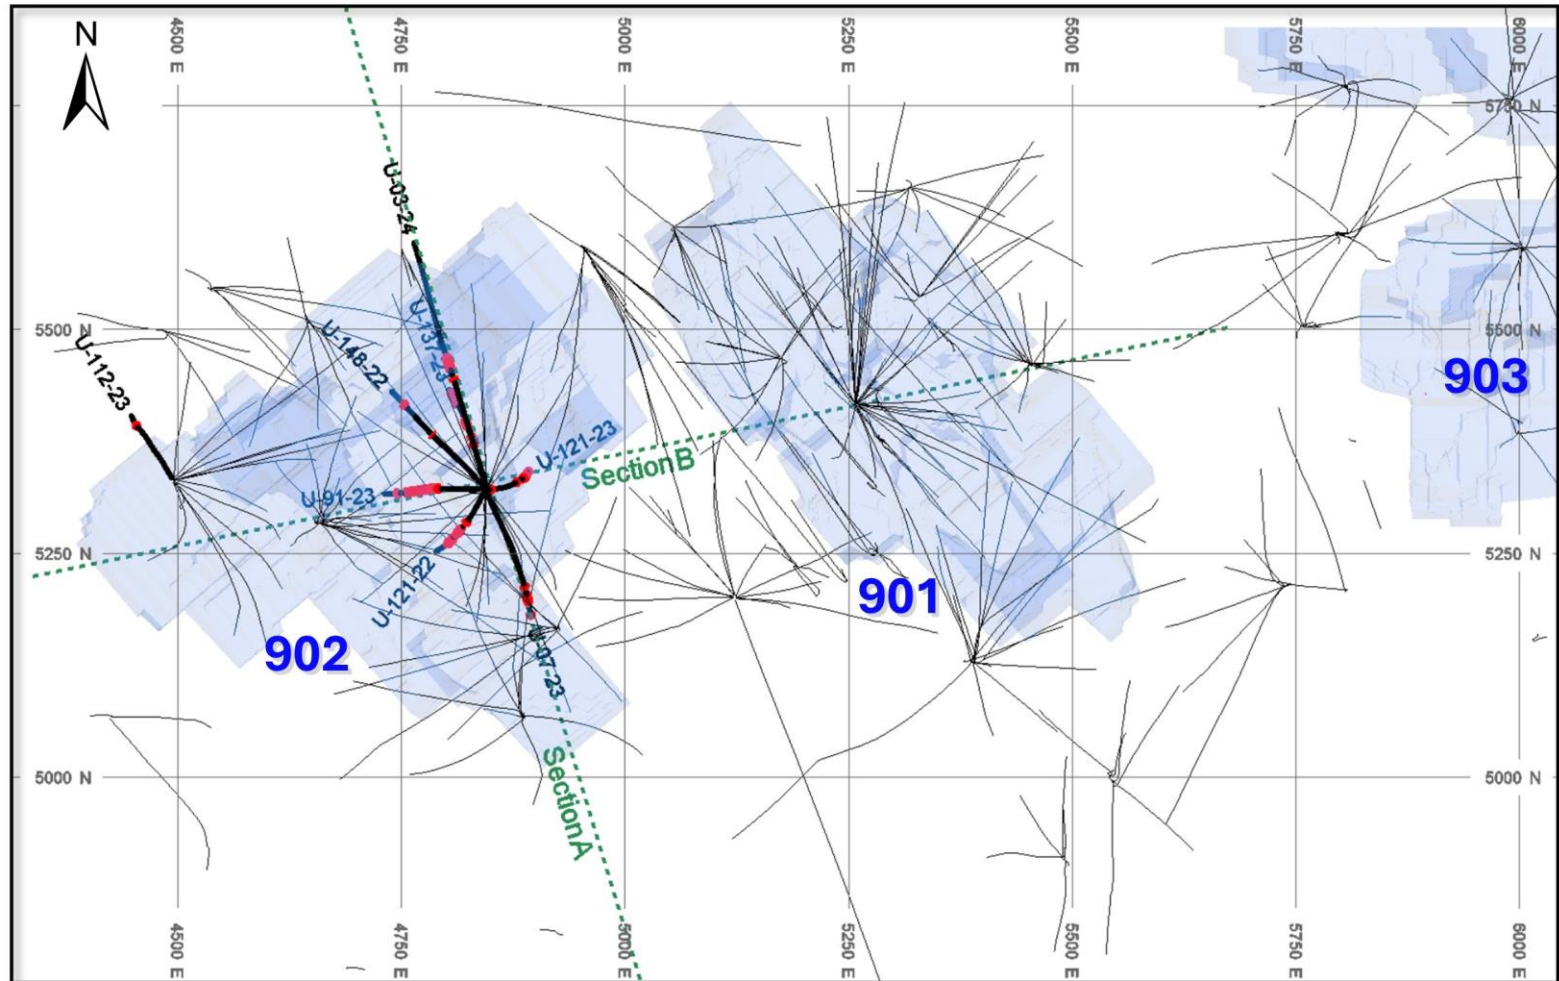 4500 E
4750 E
5000 E
5250 E
5500 E
5750 E
6000 E
N
5750 N
U-03-24
U-137-23
U-148-22
U-112-23
5500 N
5500 N
903
U-121-23
Section B
U-91-23
U-121-22
5250 N
5250 N
901
902
U-07-23
Section A
5000 N
5000 N
4500 E
4750 E
5000 E
5250 E
5500 E
5750 E
6000 E